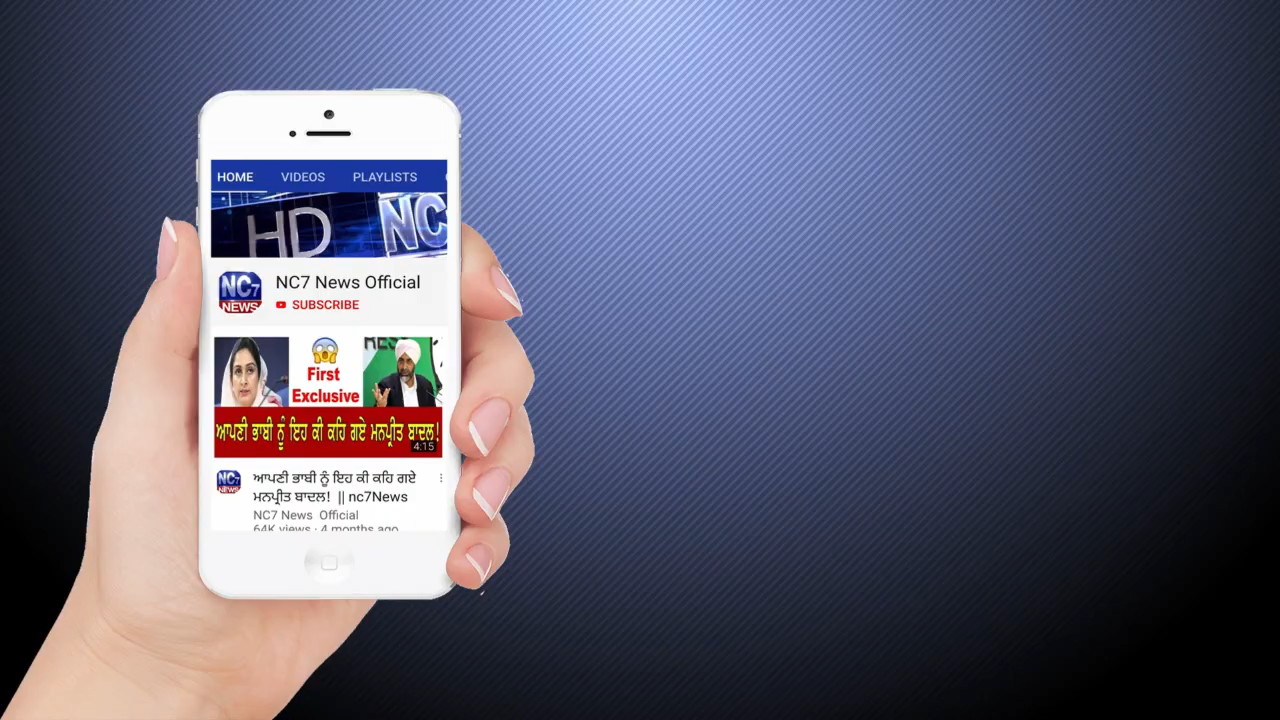 HOME VIDEOS PLAYLISTS
HD NC
NC7 NEWS
NC7 News Official
SUBSCRIBE
RES
First
Exclusive
ਆਪਣੀ ਭਾਬੀ ਨੂੰ ਇਹ ਕੀ ਕਹਿ ਗਏ ਮਨਪ੍ਰੀਤ ਬਾਦਲ!
4:15
NC7 NEWS
ਆਪਣੀ ਭਾਬੀ ਨੂੰ ਇਹ ਕੀ ਕਹਿ ਗਏ
ਮਨਪ੍ਰੀਤ ਬਾਦਲ! || nc7News
NC7 News Official
64K views · 4 months ago